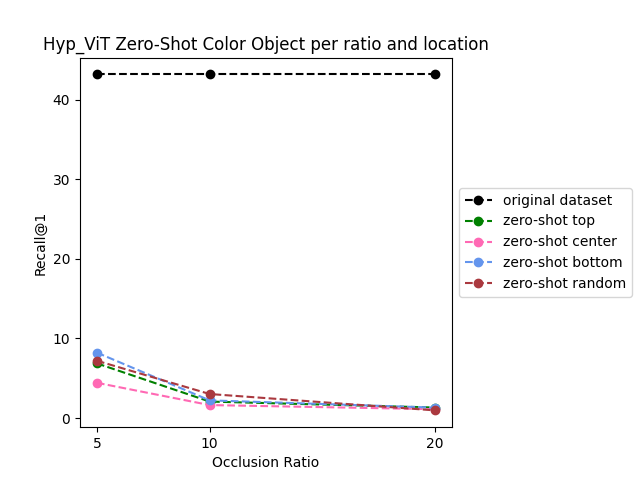 Hyp_ViT Zero-Shot Color Object per ratio and location
Recall@1
40
30
20
10
0
5
10
20
Occlusion Ratio
original dataset
zero-shot top
zero-shot center
zero-shot bottom
zero-shot random